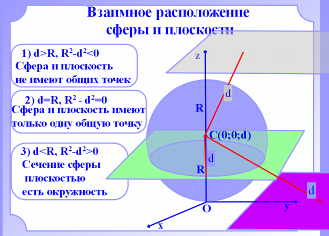 Взаимное расположение
сферы и плоскости
1) d>R, R²-d²<0
Сфера и плоскость
не имеют общих точек
2) d=R, R² - d²=0
Сфера и плоскость имеют
только одну общую точку
3) d<R, R²-d²>0
Сечение сферы
плоскостью
есть окружность
z
d
R
C(0;0;d)
d
R
d
O
y
x